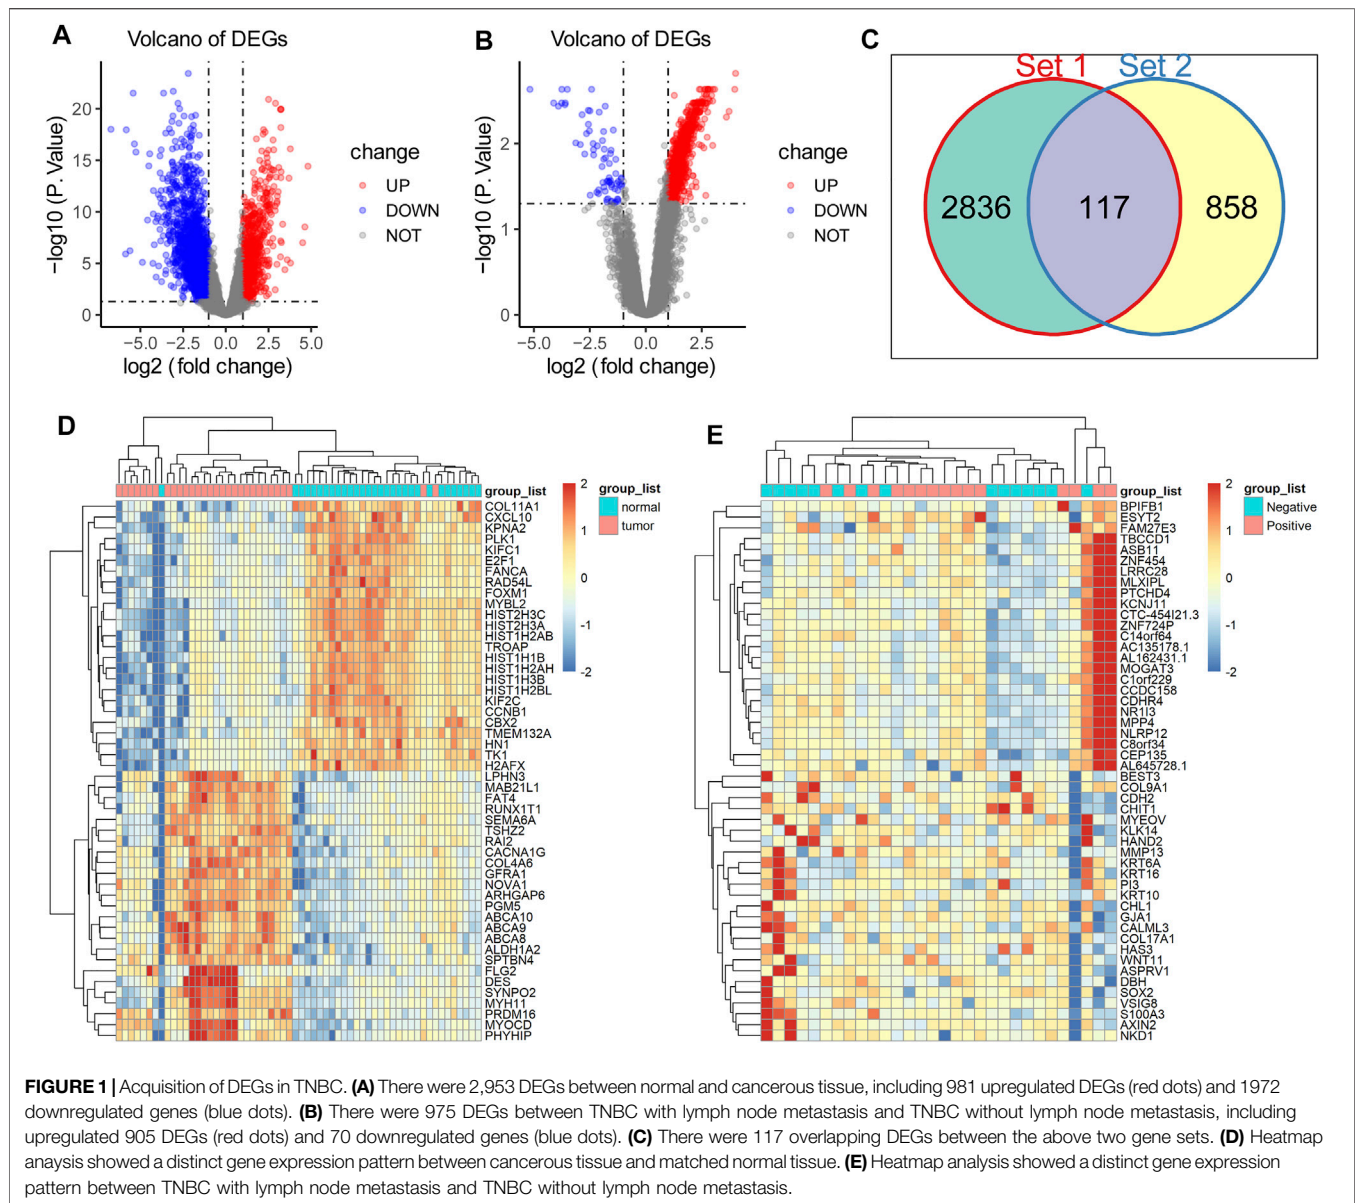 A
Volcano of DEGs
−log10 (P. Value)
20
15
10
5
0
−5.0
−2.5
0.0
2.5
5.0
log2 (fold change)
change
UP
DOWN
NOT
B
Volcano of DEGs
−log10 (P. Value)
2
1
0
−5.0
−2.5
0.0
2.5
log2 (fold change)
change
UP
DOWN
NOT
C
Set 1
Set 2
2836
117
858
D
group_list
COL11A1
CXCL10
KPNA2
PLK1
KIFC1
E2F1
FANCA
RAD54L
FOXM1
MYBL2
HIST2H3C
HIST2H3A
HIST1H2AB
TROAP
HIST1H1B
HIST1H2AH
HIST1H3B
HIST1H2BL
KIF2C
CCNB1
CBX2
TMEM132A
HN1
TK1
H2AFX
LPHN3
MAB21L1
FAT4
RUNX1T1
SEMA6A
TSHZ2
RAI2
CACNA1G
COL4A6
GFRA1
NOVA1
ARHGAP6
PGM5
ABCA10
ABCA9
ABCA8
ALDH1A2
SPTBN4
FLG2
DES
SYNPO2
MYH11
PRDM16
MYOCD
PHYHIP
2
1
0
-1
-2
group_list
normal
tumor
E
group_list
BPIFB1
ESYT2
FAM27E3
TBCCD1
ASB11
ZNF454
LRRC28
MLXIPL
PTCHD4
KCNJ11
CTC-454I21.3
ZNF724P
C14orf64
AC135178.1
AL162431.1
MOGAT3
C1orf229
CCDC158
CDHR4
NR1I3
MPP4
NLRP12
C8orf34
CEP135
AL645728.1
BEST3
COL9A1
CDH2
CHIT1
MYEOV
KLK14
HAND2
MMP13
KRT6A
KRT16
PI3
KRT10
CHL1
GJA1
CALML3
COL17A1
HAS3
WNT11
ASPRV1
DBH
SOX2
VSIG8
S100A3
AXIN2
NKD1
2
1
0
-1
-2
group_list
Negative
Positive
FIGURE 1 | Acquisition of DEGs in TNBC. (A) There were 2,953 DEGs between normal and cancerous tissue, including 981 upregulated DEGs (red dots) and 1972
downregulated genes (blue dots). (B) There were 975 DEGs between TNBC with lymph node metastasis and TNBC without lymph node metastasis, including
upregulated 905 DEGs (red dots) and 70 downregulated genes (blue dots). (C) There were 117 overlapping DEGs between the above two gene sets. (D) Heatmap
anaysis showed a distinct gene expression pattern between cancerous tissue and matched normal tissue. (E) Heatmap analysis showed a distinct gene expression
pattern between TNBC with lymph node metastasis and TNBC without lymph node metastasis.